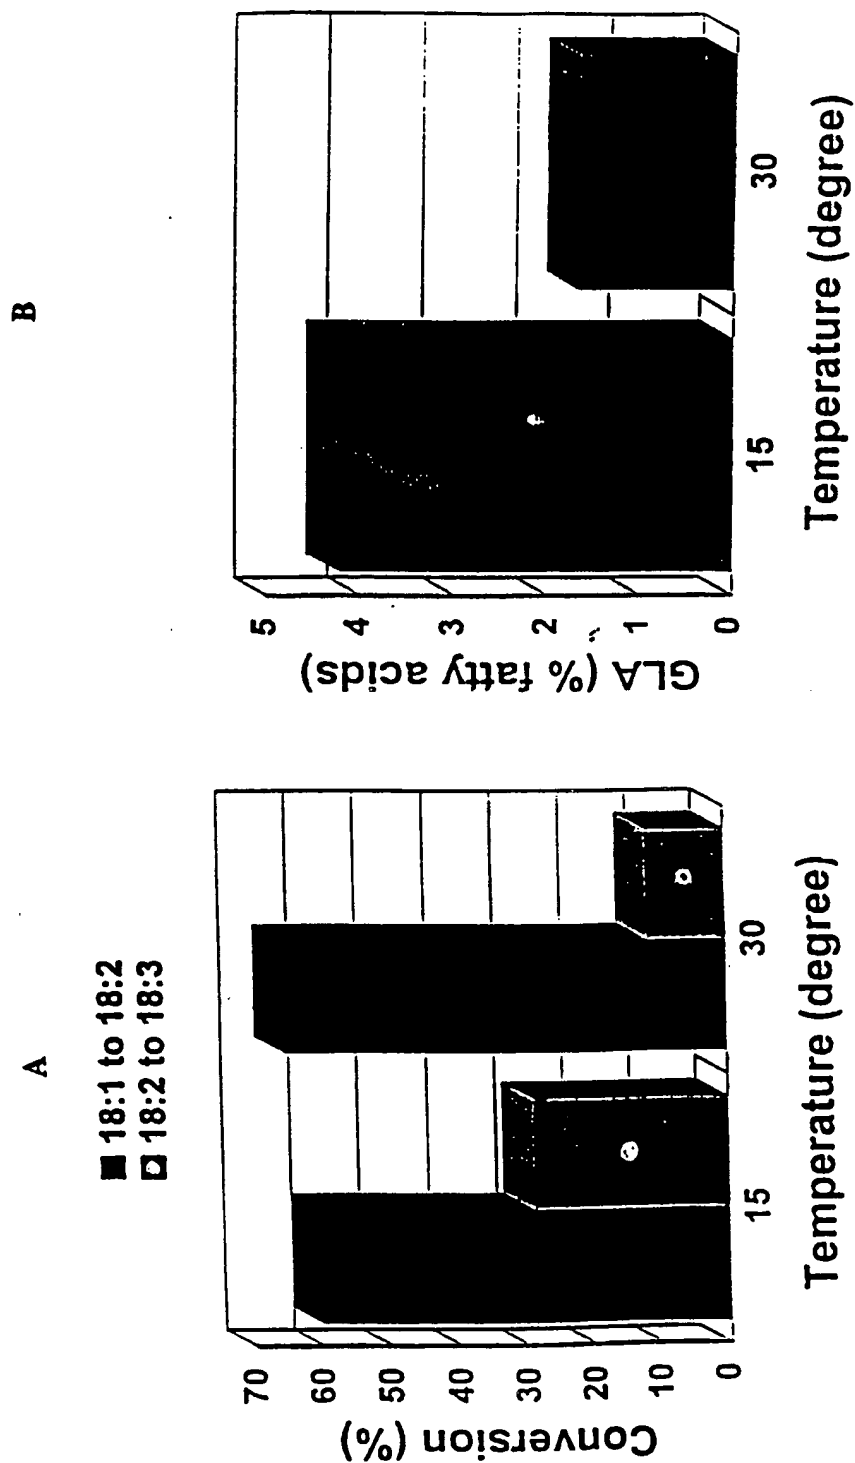 A
■ 18:1 to 18:2
18:2 to 18:3
Conversion (%)
70
60
50
40
30
20
10
0
15
30
Temperature (degree)
B
GLA (% fatty acids)
5
4
3
2
1
0
15
30
Temperature (degree)